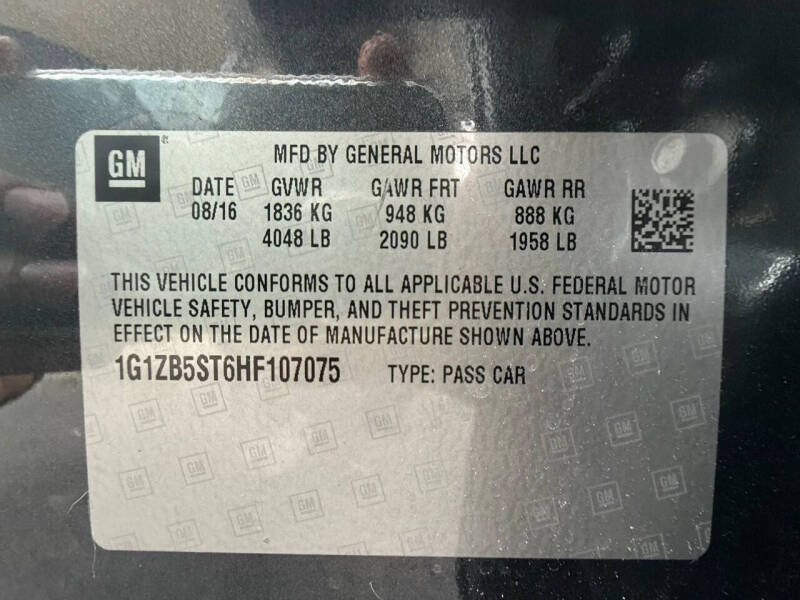 GM
MFD BY GENERAL MOTORS LLC
DATE GVWR GAWR FRT GAWR RR
08/16 1836 KG 948 KG 888 KG
4048 LB 2090 LB 1958 LB
THIS VEHICLE CONFORMS TO ALL APPLICABLE U.S. FEDERAL MOTOR
VEHICLE SAFETY, BUMPER, AND THEFT PREVENTION STANDARDS IN
EFFECT ON THE DATE OF MANUFACTURE SHOWN ABOVE.
1G1ZB5ST6HF107075 TYPE: PASS CAR